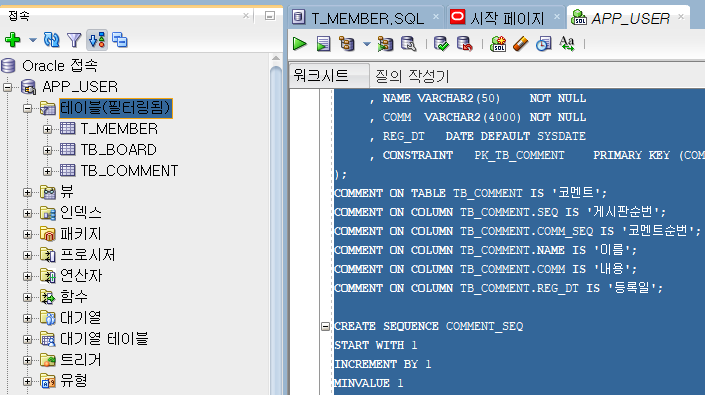 접속
Oracle 접속
APP_USER
테이블(필터링됨)
T_MEMBER
TB_BOARD
TB_COMMENT
뷰
인덱스
패키지
프로시저
연산자
함수
대기열
대기열 테이블
트리거
유형
T_MEMBER.SQL 시작 페이지 APP_USER
워크시트 질의 작성기
, NAME VARCHAR2(50) NOT NULL
, COMM VARCHAR2(4000) NOT NULL
, REG_DT DATE DEFAULT SYSDATE
, CONSTRAINT PK_TB_COMMENT PRIMARY KEY (COM
);
COMMENT ON TABLE TB_COMMENT IS '코멘트';
COMMENT ON COLUMN TB_COMMENT.SEQ IS '게시판순번';
COMMENT ON COLUMN TB_COMMENT.COMM_SEQ IS '코멘트순번';
COMMENT ON COLUMN TB_COMMENT.NAME IS '이름';
COMMENT ON COLUMN TB_COMMENT.COMM IS '내용';
COMMENT ON COLUMN TB_COMMENT.REG_DT IS '등록일';
CREATE SEQUENCE COMMENT_SEQ
START WITH 1
INCREMENT BY 1
MINVALUE 1